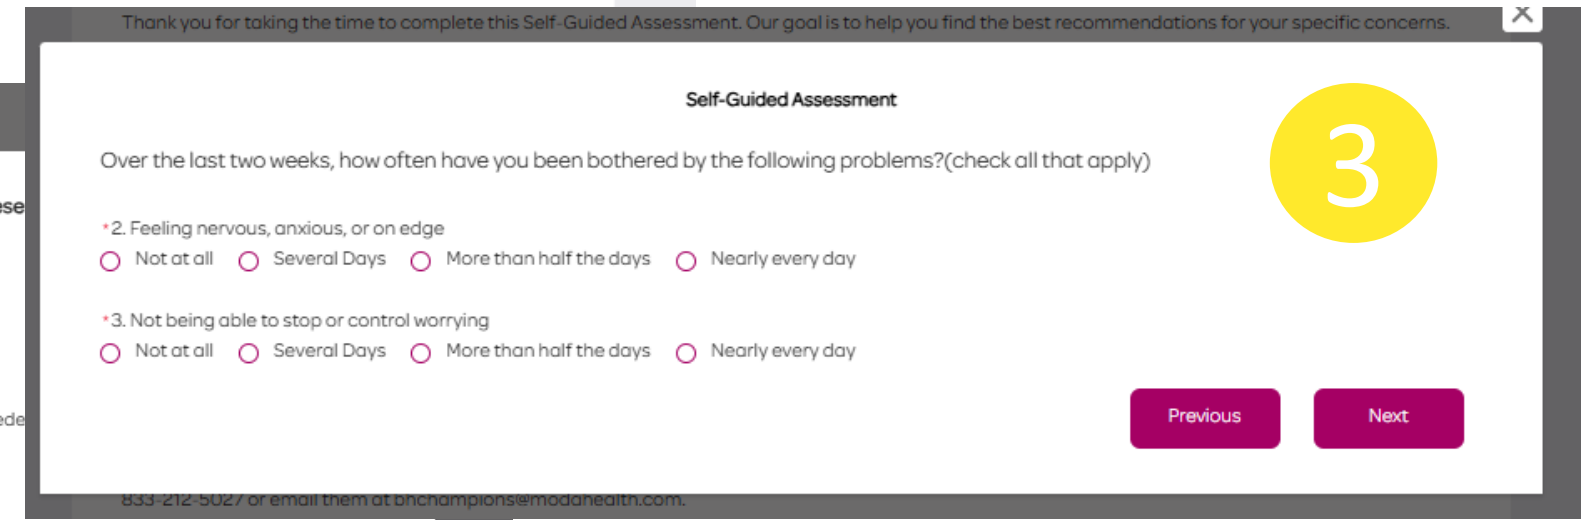 Thank you for taking the time to complete this Self-Guided Assessment. Our goal is to help you find the best recommendations for your specific concerns.
Self-Guided Assessment
3
Over the last two weeks, how often have you been bothered by the following problems?(check all that apply)
ese
*2. Feeling nervous, anxious, or on edge
Not at all Several Days More than half the days Nearly every day
*3. Not being able to stop or control worrying
Not at all Several Days More than half the days Nearly every day
Previous Next
ede
833-212-5027 or email them at bhchampions@modahealth.com.